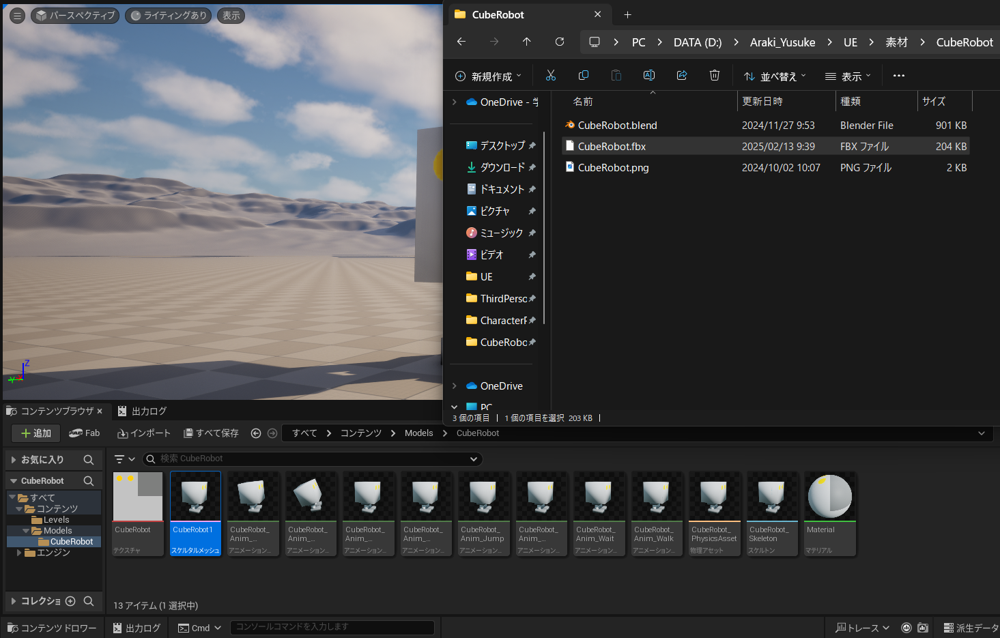 パースペクティブ
ライティングあり
表示
Z
Y
CubeRobot
PC
DATA (D:)
Araki_Yusuke
UE
素材
CubeRobot
新規作成
並べ替え
表示
OneDrive - 学
名前
更新日時
種類
サイズ
CubeRobot.blend
2024/11/27 9:53
Blender File
901 KB
CubeRobot.fbx
2025/02/13 9:39
FBX ファイル
204 KB
CubeRobot.png
2024/10/02 10:07
PNG ファイル
2 KB
デスクトップ
ダウンロード
ドキュメント
ピクチャ
ミュージック
ビデオ
UE
ThirdPerso
CharacterF
CubeRobo
OneDrive
PC
3 個の項目
1 個の項目を選択 203 KB
コンテンツブラウザ
出力ログ
追加
Fab
インポート
すべて保存
すべて
コンテンツ
Models
CubeRobot
お気に入り
検索 CubeRobot
CubeRobot
すべて
コンテンツ
Levels
Models
CubeRobot
エンジン
コレクショ
CubeRobot
テクスチャ
CubeRobot1
スケルタルメッシュ
CubeRobot_
Anim_...
アニメーション...
CubeRobot_
Anim_...
アニメーション...
CubeRobot_
Anim_...
アニメーション...
CubeRobot_
Anim_...
アニメーション...
CubeRobot_
Anim_Jump
アニメーション...
CubeRobot_
Anim_...
アニメーション...
CubeRobot_
Anim_Wait
アニメーション...
CubeRobot_
Anim_Walk
アニメーション...
CubeRobot_
PhysicsAsset
物理アセット
CubeRobot_
Skeleton
スケルトン
Material
マテリアル
13 アイテム (1 選択中)
コンテンツドロワー
出力ログ
Cmd
コンソールコマンドを入力します
トレース
派生データ